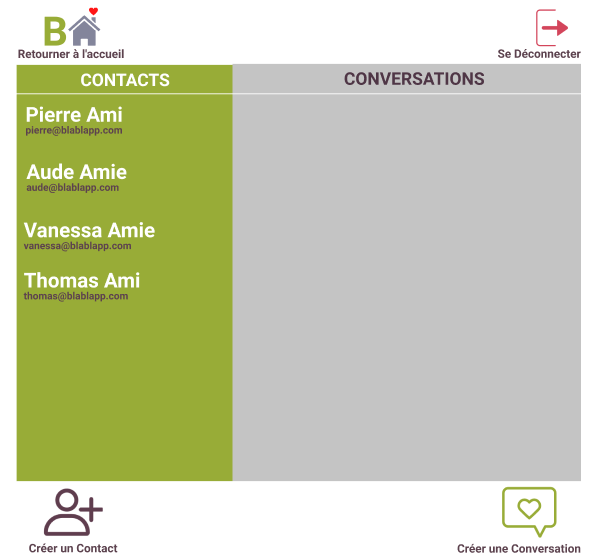 B
Retourner à l'accueil
Se Déconnecter
CONTACTS
CONVERSATIONS
Pierre Ami
pierre@blablapp.com
Aude Amie
aude@blablapp.com
Vanessa Amie
vanessa@blablapp.com
Thomas Ami
thomas@blablapp.com
Créer un Contact
Créer une Conversation